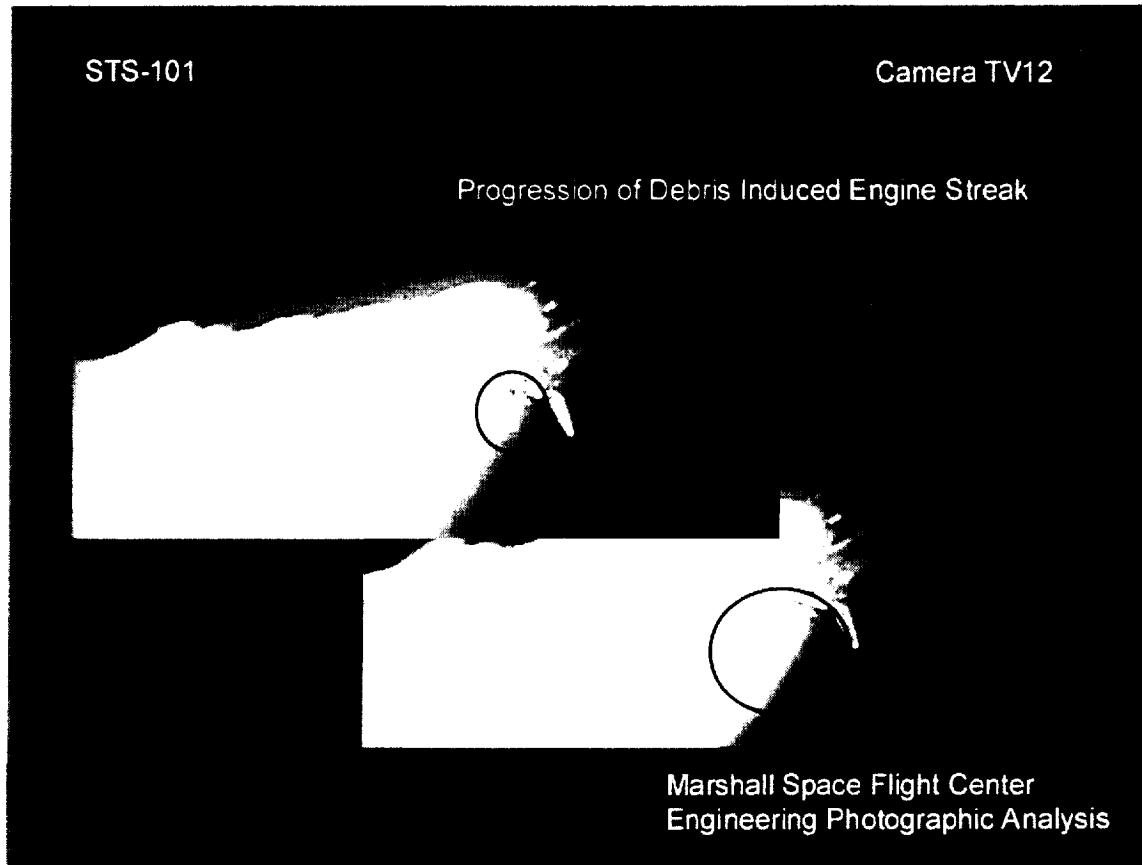 STS-101
Camera TV12
Progression of Debris Induced Engine Streak
Marshall Space Flight Center
Engineering Photographic Analysis